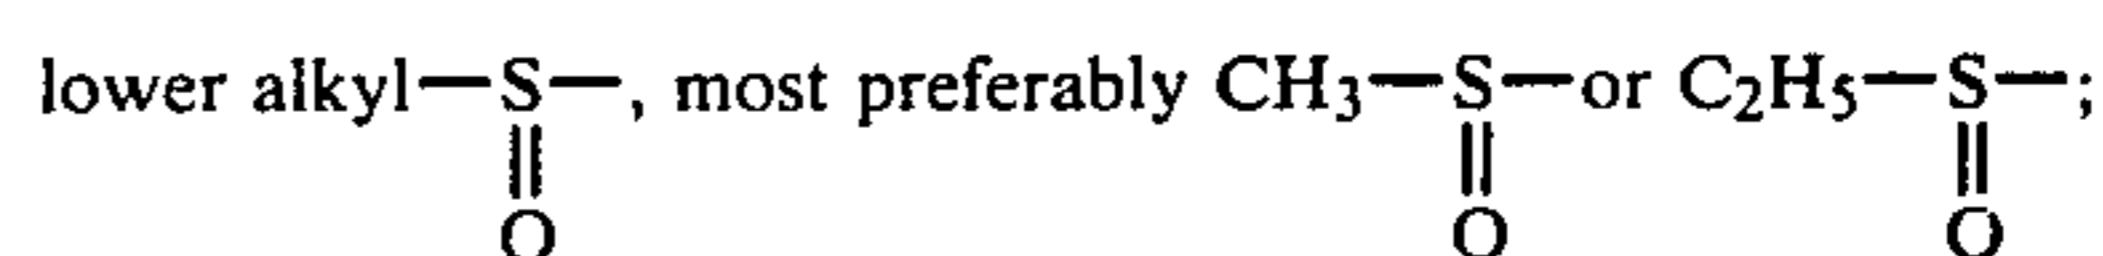 lower alkyl—S—, most preferably CH₃—S—or C₂H₅—S—;
‖ ‖ ‖
O O O